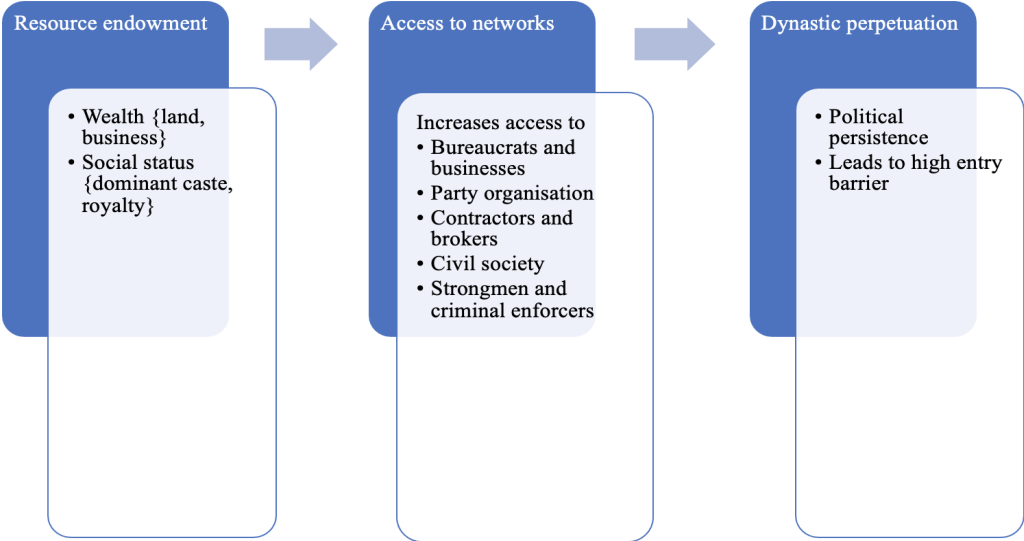 Resource endowment
• Wealth {land,
business}
• Social status
{dominant caste,
royalty}
Access to networks
Increases access to
• Bureaucrats and
businesses
• Party organisation
• Contractors and
brokers
• Civil society
• Strongmen and
criminal enforcers
Dynastic perpetuation
• Political
persistence
• Leads to high entry
barrier